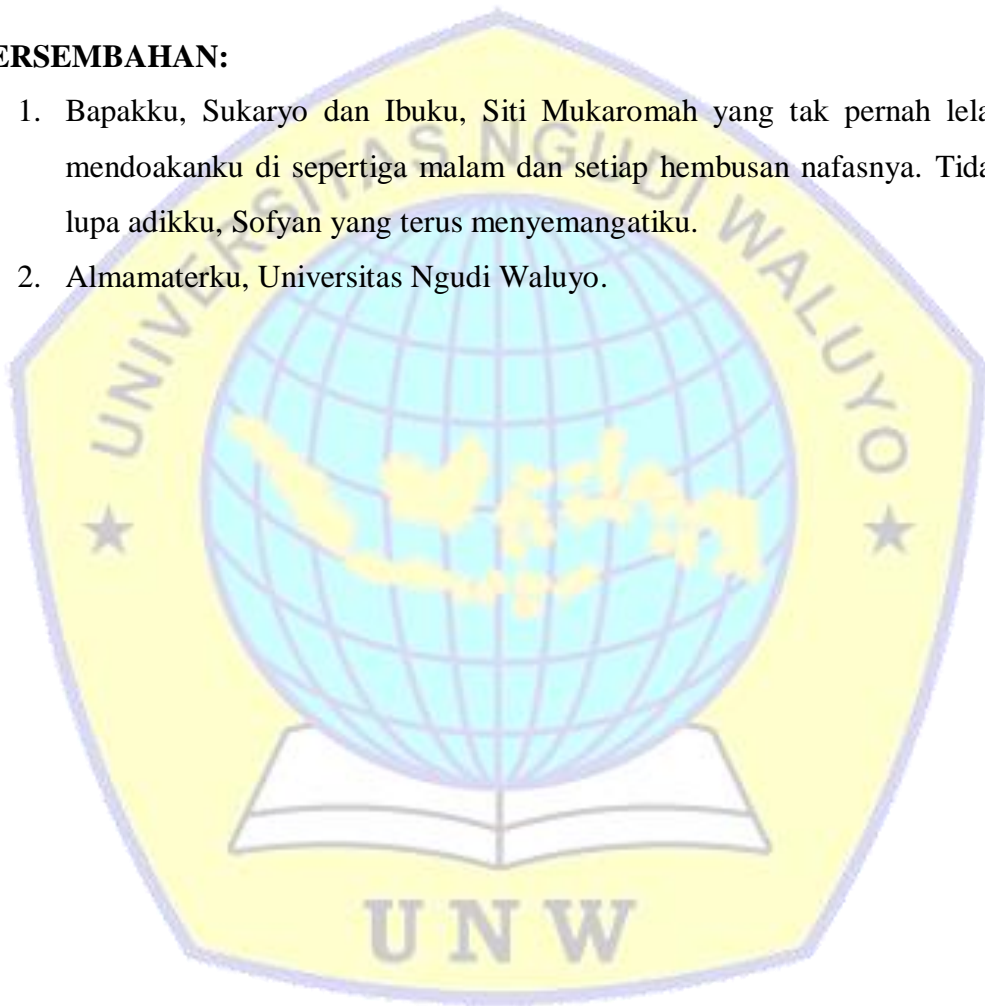 ERSEMBAHAN:
1. Bapakku, Sukaryo dan Ibuku, Siti Mukaromah yang tak pernah lela
mendoakanku di sepertiga malam dan setiap hembusan nafasnya. Tida
lupa adikku, Sofyan yang terus menyemangatiku.
2. Almamaterku, Universitas Ngudi Waluyo.
UNIVERSITAS NGUDI WALUYO
UNW